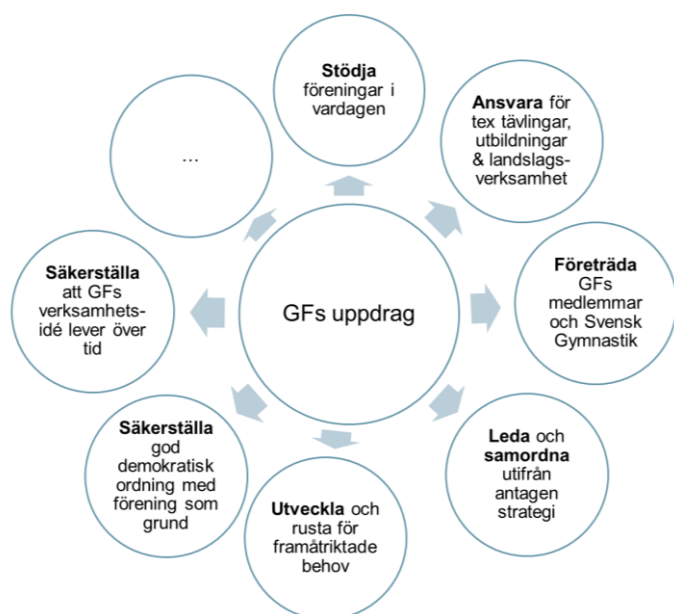 Stödja
föreningar i
vardagen
Ansvara för
tex tävlingar,
utbildningar
& landslags-
verksamhet
Företräda
GFs
medlemmar
och Svensk
Gymnastik
Leda och
samordna
utifrån
antagen
strategi
Utveckla och
rusta för
framåtriktade
behov
Säkerställa
god
demokratisk
ordning med
förening som
grund
Säkerställa
att GFs
verksamhets-
idé lever över
tid
...
GFs uppdrag